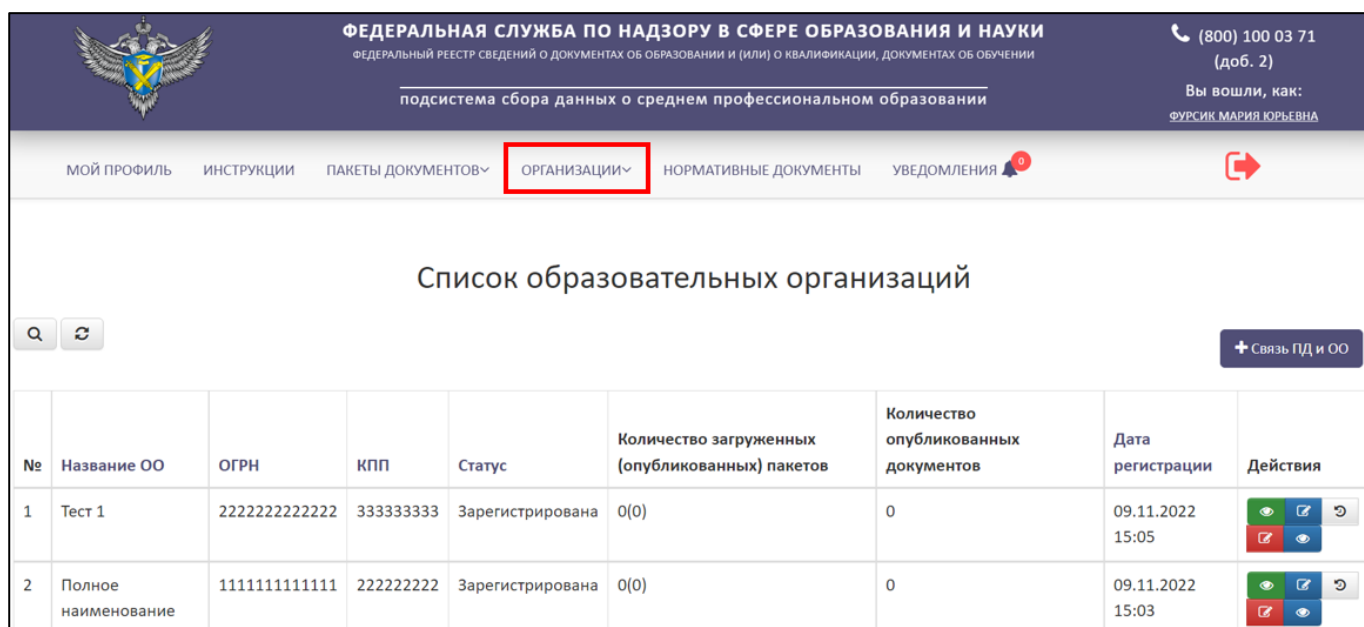 ФЕДЕРАЛЬНАЯ СЛУЖБА ПО НАДЗОРУ В СФЕРЕ ОБРАЗОВАНИЯ И НАУКИ
ФЕДЕРАЛЬНЫЙ РЕЕСТР СВЕДЕНИЙ О ДОКУМЕНТАХ ОБ ОБРАЗОВАНИИ И (ИЛИ) О КВАЛИФИКАЦИИ, ДОКУМЕНТАХ ОБ ОБУЧЕНИИ
подсистема сбора данных о среднем профессиональном образовании
(800) 100 03 71
(доб. 2)
Вы вошли, как:
ФУРСИК МАРИЯ ЮРЬЕВНА
МОЙ ПРОФИЛЬ ИНСТРУКЦИИ ПАКЕТЫ ДОКУМЕНТОВ ОРГАНИЗАЦИИ НОРМАТИВНЫЕ ДОКУМЕНТЫ УВЕДОМЛЕНИЯ 0
Список образовательных организаций
Связь ПД и ОО
№ Название ОО ОГРН КПП Статус Количество загруженных (опубликованных) пакетов Количество опубликованных документов Дата регистрации Действия
1 Тест 1 2222222222222 333333333 Зарегистрирована 0(0) 0 09.11.2022 15:05
2 Полное наименование 1111111111111 222222222 Зарегистрирована 0(0) 0 09.11.2022 15:03